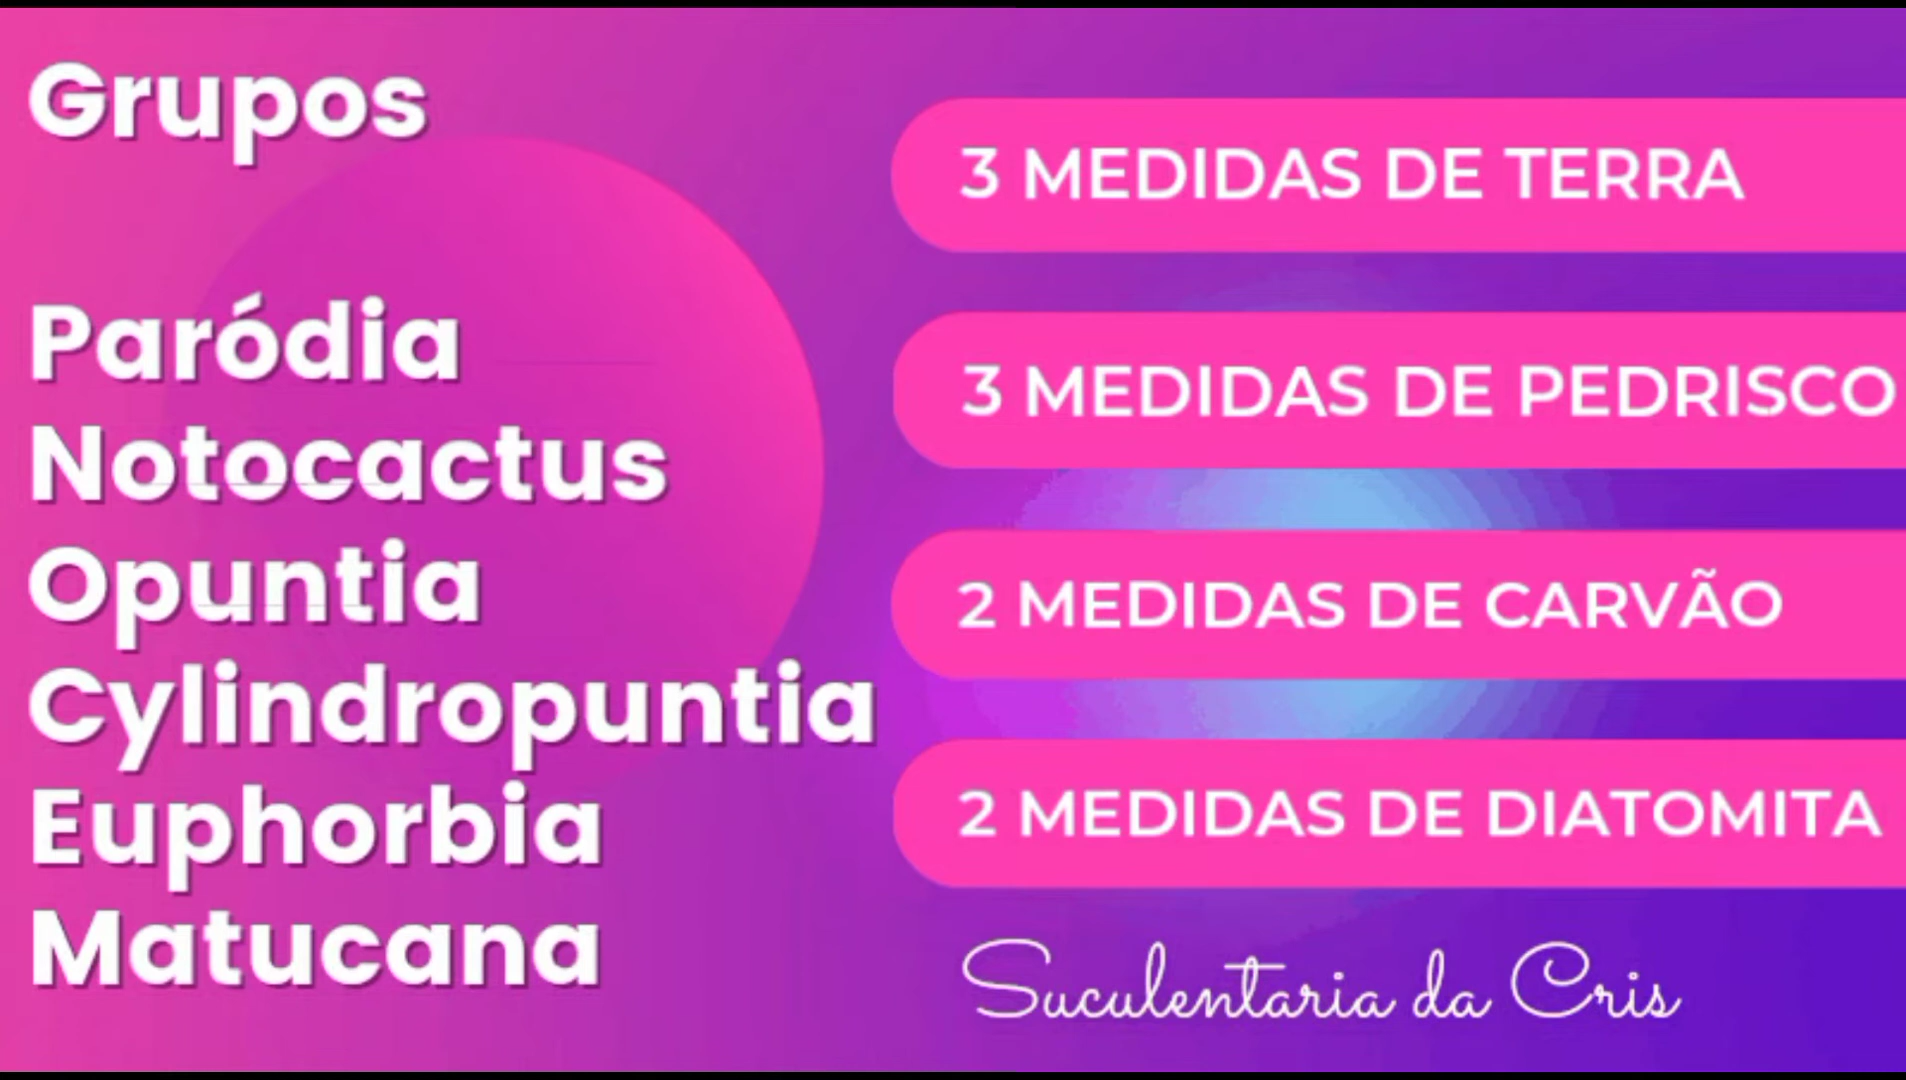 Grupos
Paródia
Notocactus
Opuntia
Cylindropuntia
Euphorbia
Matucana
3 MEDIDAS DE TERRA
3 MEDIDAS DE PEDRISCO
2 MEDIDAS DE CARVÃO
2 MEDIDAS DE DIATOMITA
Suculentaria da Cris